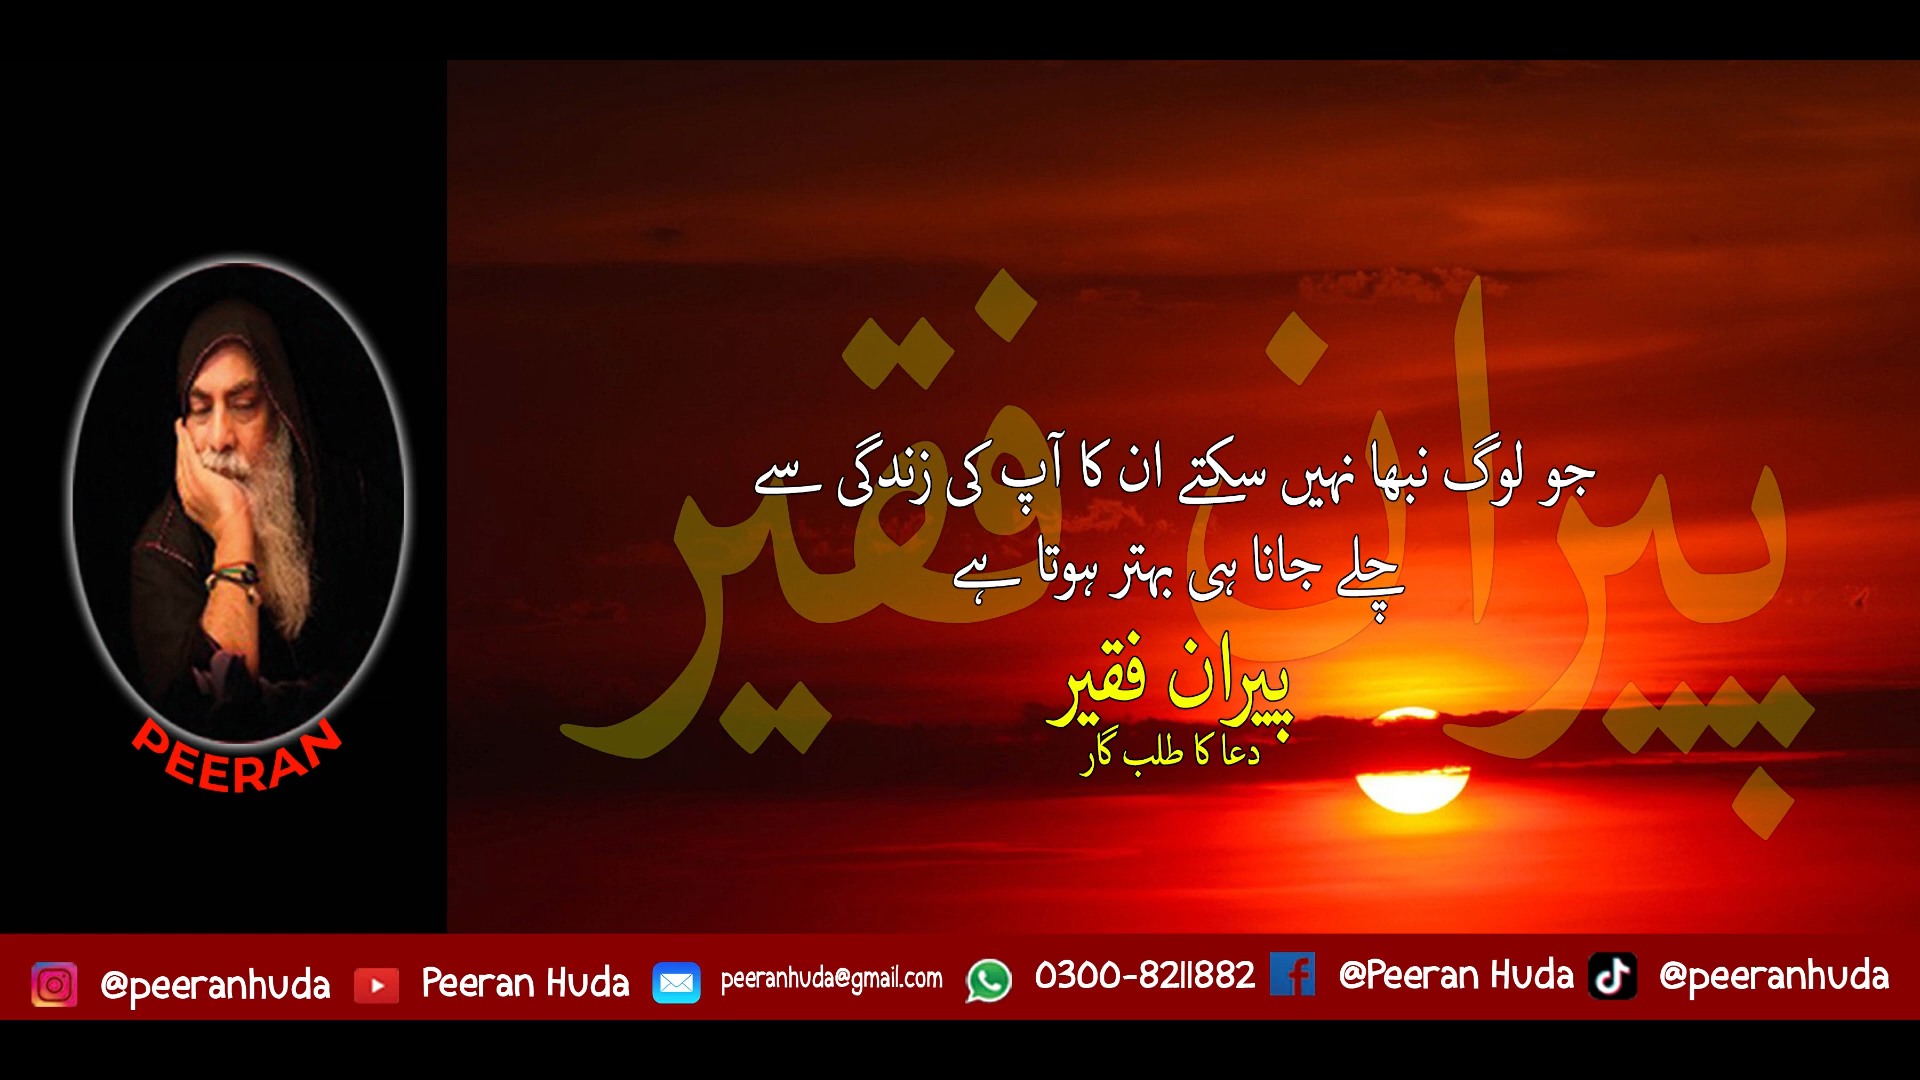 پیران فقیر
جو لوگ نبھا نہیں سکتے ان کا آپ کی زندگی سے
چلے جانا ہی بہتر ہوتا ہے
پیران فقیر
دعا کا طلب گار
PEERAN
@peeranhuda
Peeran Huda
peeranhuda@gmail.com
0300-8211882
@Peeran Huda
@peeranhuda